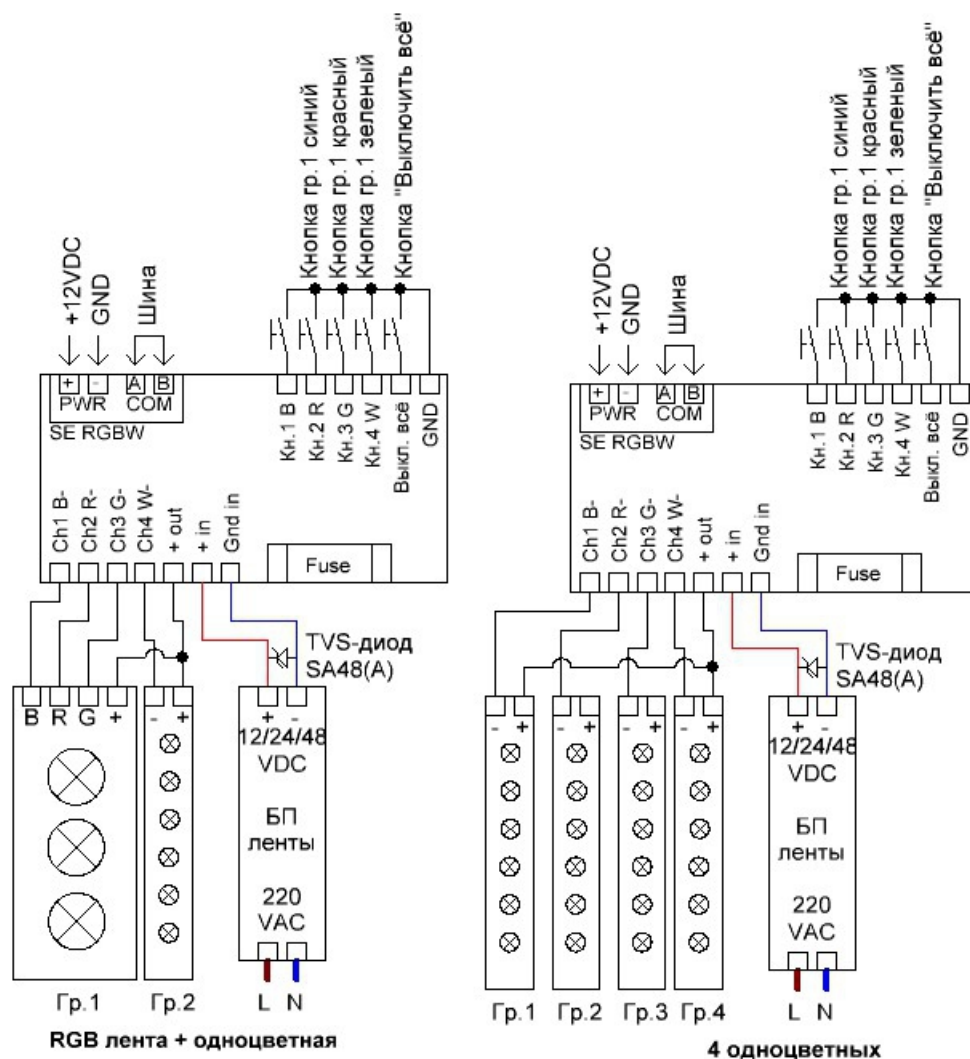 Кнопка гр.1 синий
Кнопка гр.1 красный
Кнопка гр.1 зеленый
Кнопка "Выключить всё"
+12VDC
GND
Шина
+ - A B
PWR COM
SE RGBW
Кн.1 B
Кн.2 R
Кн.3 G
Кн.4 W
Выкл. всё
GND
Ch1 B-
Ch2 R-
Ch3 G-
Ch4 W-
+ out
+ in
Gnd in
Fuse
TVS-диод
SA48(A)
B R G +
- +
+ -
12/24/48
VDC
БП
ленты
220
VAC
L N
Гр.1
Гр.2
RGB лента + одноцветная
Кнопка гр.1 синий
Кнопка гр.1 красный
Кнопка гр.1 зеленый
Кнопка "Выключить всё"
+12VDC
GND
Шина
+ - A B
PWR COM
SE RGBW
Кн.1 B
Кн.2 R
Кн.3 G
Кн.4 W
Выкл. всё
GND
Ch1 B-
Ch2 R-
Ch3 G-
Ch4 W-
+ out
+ in
Gnd in
Fuse
TVS-диод
SA48(A)
- +
- +
- +
- +
+ -
12/24/48
VDC
БП
ленты
220
VAC
L N
Гр.1
Гр.2
Гр.3
Гр.4
4 одноцветных